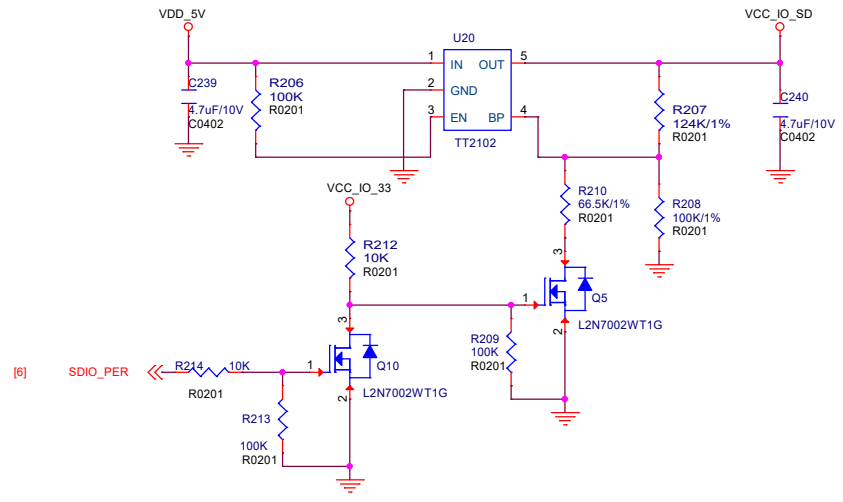 VDD_5V
VCC_IO_SD
U20
1
IN
OUT
5
2
GND
3
EN
BP
4
TT2102
C239
4.7uF/10V
C0402
R206
100K
R0201
R207
124K/1%
R0201
C240
4.7uF/10V
C0402
R210
66.5K/1%
R0201
R208
100K/1%
R0201
VCC_IO_33
R212
10K
R0201
3
1
Q5
2
L2N7002WT1G
R209
100K
R0201
3
1
Q10
2
L2N7002WT1G
[6]
SDIO_PER
R214
10K
R0201
R213
100K
R0201